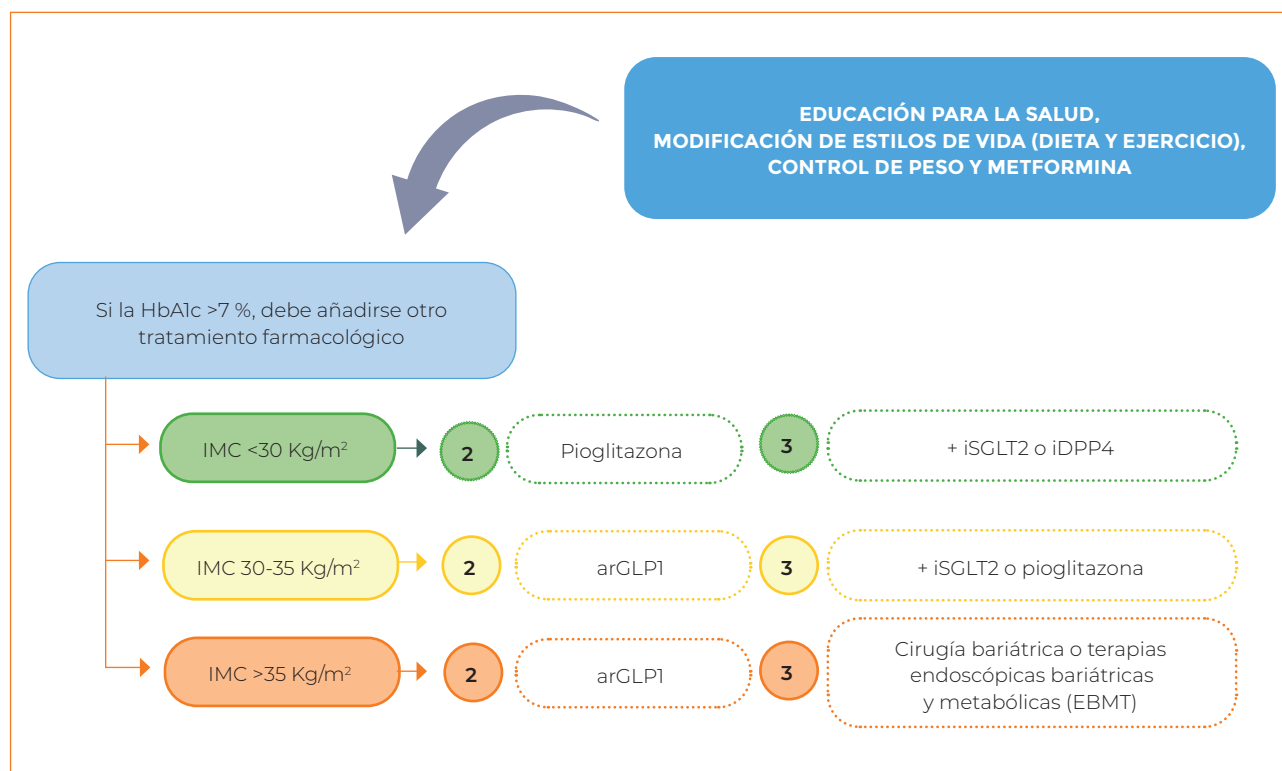 EDUCACIÓN PARA LA SALUD,
MODIFICACIÓN DE ESTILOS DE VIDA (DIETA Y EJERCICIO),
CONTROL DE PESO Y METFORMINA
Si la HbA1c >7 %, debe añadirse otro
tratamiento farmacológico
IMC <30 Kg/m²
2
Pioglitazona
3
+ iSGLT2 o iDPP4
IMC 30-35 Kg/m²
2
arGLP1
3
+ iSGLT2 o pioglitazona
IMC >35 Kg/m²
2
arGLP1
3
Cirugía bariátrica o terapias
endoscópicas bariátricas
y metabólicas (EBMT)